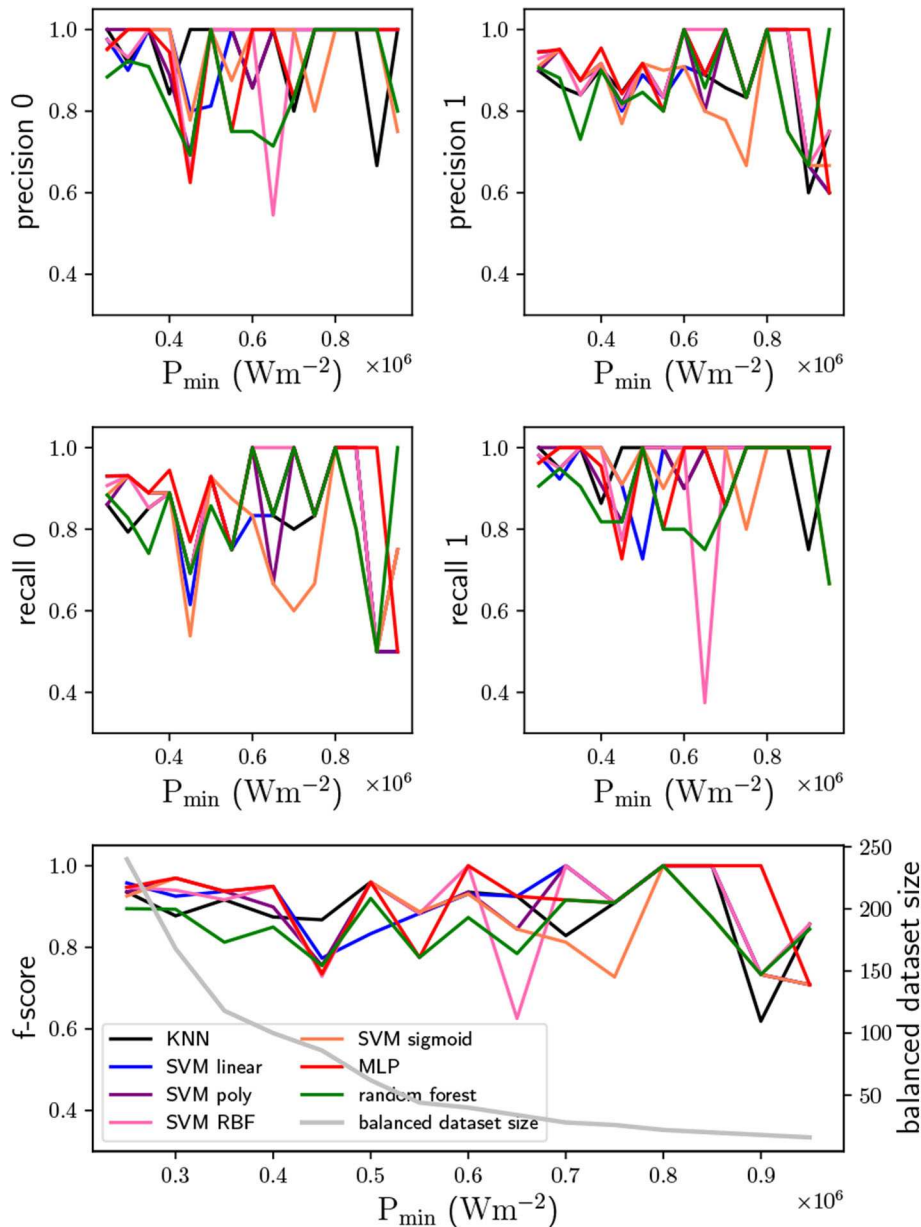 1.0
0.8
0.6
0.4
precision 0
0.4 0.6 0.8
P_min (Wm^−2) ×10^6
1.0
0.8
0.6
0.4
precision 1
0.4 0.6 0.8
P_min (Wm^−2) ×10^6
1.0
0.8
0.6
0.4
recall 0
0.4 0.6 0.8
P_min (Wm^−2) ×10^6
1.0
0.8
0.6
0.4
recall 1
0.4 0.6 0.8
P_min (Wm^−2) ×10^6
1.0
0.8
0.6
0.4
f-score
250
200
150
100
50
balanced dataset size
KNN
SVM linear
SVM poly
SVM RBF
SVM sigmoid
MLP
random forest
balanced dataset size
0.3 0.4 0.5 0.6 0.7 0.8 0.9
P_min (Wm^−2) ×10^6